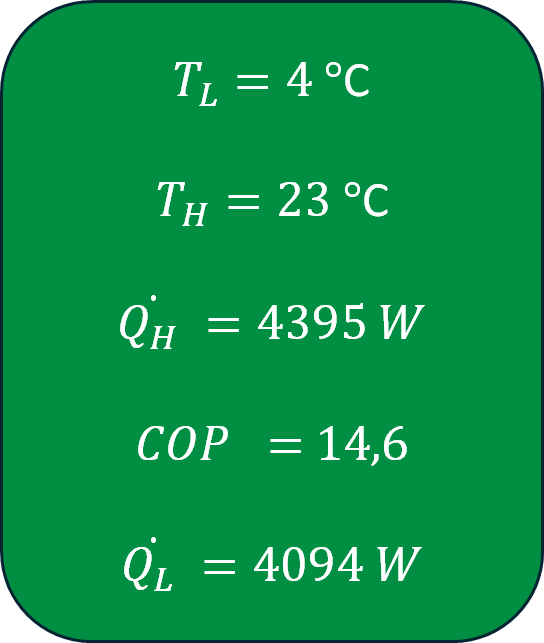 T_L = 4 °C
T_H = 23 °C
Q̇_H = 4395 W
COP = 14,6
Q̇_L = 4094 W